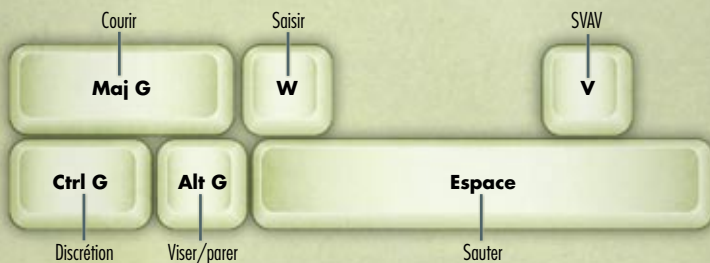 Courir Saisir SVAV
Maj G W V
Ctrl G Alt G Espace
Discrétion Viser/parer Sauter